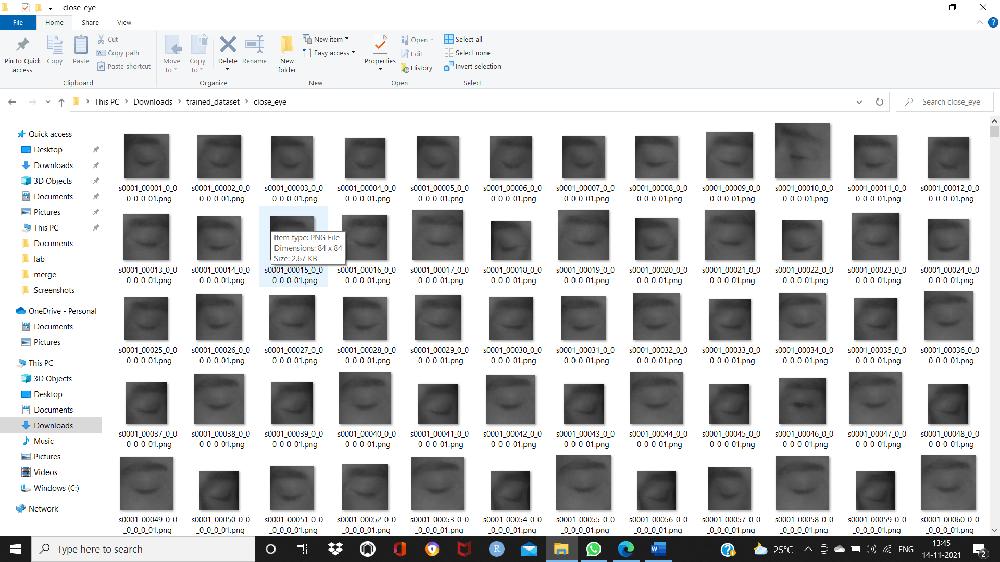 close_eye
File Home Share View
Pin to Quick access
Copy
Paste
Cut
Copy path
Paste shortcut
Clipboard
Move to
Copy to
Delete
Rename
Organize
New folder
New item
Easy access
New
Properties
Open
Edit
History
Open
Select all
Select none
Invert selection
Select
This PC > Downloads > trained_dataset > close_eye
Search close_eye
Quick access
Desktop
Downloads
3D Objects
Documents
Pictures
This PC
Documents
lab
merge
Screenshots
OneDrive - Personal
Documents
Pictures
This PC
3D Objects
Desktop
Documents
Downloads
Music
Pictures
Videos
Windows (C:)
Network
s0001_00001_0_0_0_0_0_01.png
s0001_00002_0_0_0_0_0_01.png
s0001_00003_0_0_0_0_0_01.png
s0001_00004_0_0_0_0_0_01.png
s0001_00005_0_0_0_0_0_01.png
s0001_00006_0_0_0_0_0_01.png
s0001_00007_0_0_0_0_0_01.png
s0001_00008_0_0_0_0_0_01.png
s0001_00009_0_0_0_0_0_01.png
s0001_00010_0_0_0_0_0_01.png
s0001_00011_0_0_0_0_0_01.png
s0001_00012_0_0_0_0_0_01.png
Item type: PNG File
Dimensions: 84 x 84
Size: 2.67 KB
s0001_00013_0_0_0_0_0_01.png
s0001_00014_0_0_0_0_0_01.png
s0001_00015_0_0_0_0_0_01.png
s0001_00016_0_0_0_0_0_01.png
s0001_00017_0_0_0_0_0_01.png
s0001_00018_0_0_0_0_0_01.png
s0001_00019_0_0_0_0_0_01.png
s0001_00020_0_0_0_0_0_01.png
s0001_00021_0_0_0_0_0_01.png
s0001_00022_0_0_0_0_0_01.png
s0001_00023_0_0_0_0_0_01.png
s0001_00024_0_0_0_0_0_01.png
s0001_00025_0_0_0_0_0_01.png
s0001_00026_0_0_0_0_0_01.png
s0001_00027_0_0_0_0_0_01.png
s0001_00028_0_0_0_0_0_01.png
s0001_00029_0_0_0_0_0_01.png
s0001_00030_0_0_0_0_0_01.png
s0001_00031_0_0_0_0_0_01.png
s0001_00032_0_0_0_0_0_01.png
s0001_00033_0_0_0_0_0_01.png
s0001_00034_0_0_0_0_0_01.png
s0001_00035_0_0_0_0_0_01.png
s0001_00036_0_0_0_0_0_01.png
s0001_00037_0_0_0_0_0_01.png
s0001_00038_0_0_0_0_0_01.png
s0001_00039_0_0_0_0_0_01.png
s0001_00040_0_0_0_0_0_01.png
s0001_00041_0_0_0_0_0_01.png
s0001_00042_0_0_0_0_0_01.png
s0001_00043_0_0_0_0_0_01.png
s0001_00044_0_0_0_0_0_01.png
s0001_00045_0_0_0_0_0_01.png
s0001_00046_0_0_0_0_0_01.png
s0001_00047_0_0_0_0_0_01.png
s0001_00048_0_0_0_0_0_01.png
s0001_00049_0_0_0_0_0_01.png
s0001_00050_0_0_0_0_0_01.png
s0001_00051_0_0_0_0_0_01.png
s0001_00052_0_0_0_0_0_01.png
s0001_00053_0_0_0_0_0_01.png
s0001_00054_0_0_0_0_0_01.png
s0001_00055_0_0_0_0_0_01.png
s0001_00056_0_0_0_0_0_01.png
s0001_00057_0_0_0_0_0_01.png
s0001_00058_0_0_0_0_0_01.png
s0001_00059_0_0_0_0_0_01.png
s0001_00060_0_0_0_0_0_01.png
Type here to search
R
W
25°C
ENG
13:45
14-11-2021
2